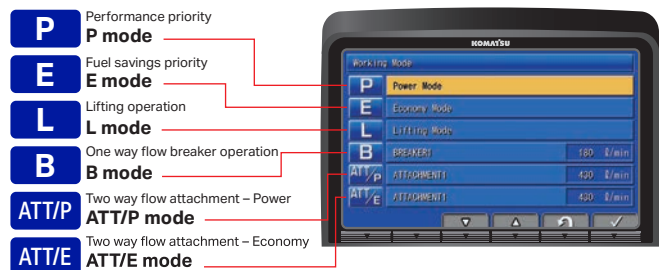 P
Performance priority
P mode
E
Fuel savings priority
E mode
L
Lifting operation
L mode
B
One way flow breaker operation
B mode
ATT/P
Two way flow attachment – Power
ATT/P mode
ATT/E
Two way flow attachment – Economy
ATT/E mode
KOMATSU
Working Mode
P Power Mode
E Economy Mode
L Lifting Mode
B BREAKER1 180 ℓ/min
ATT/P ATTACHMENT1 430 ℓ/min
ATT/E ATTACHMENT1 430 ℓ/min